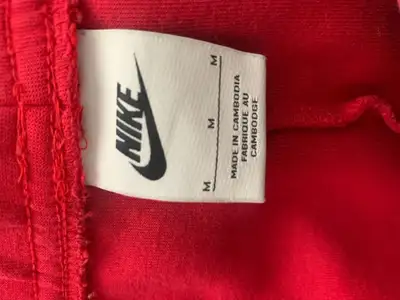 NIKE
M M M
MADE IN CAMBODIA
FABRIQUE AU
CAMBODGE